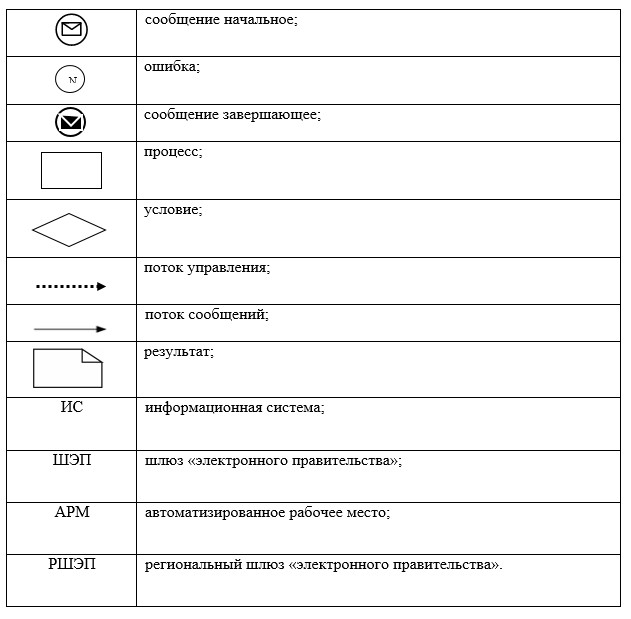 сообщение начальное;
N
ошибка;
сообщение завершающее;
процесс;
условие;
поток управления;
поток сообщений;
результат;
ИС информационная система;
ШЭП шлюз «электронного правительства»;
АРМ автоматизированное рабочее место;
РШЭП региональный шлюз «электронного правительства».